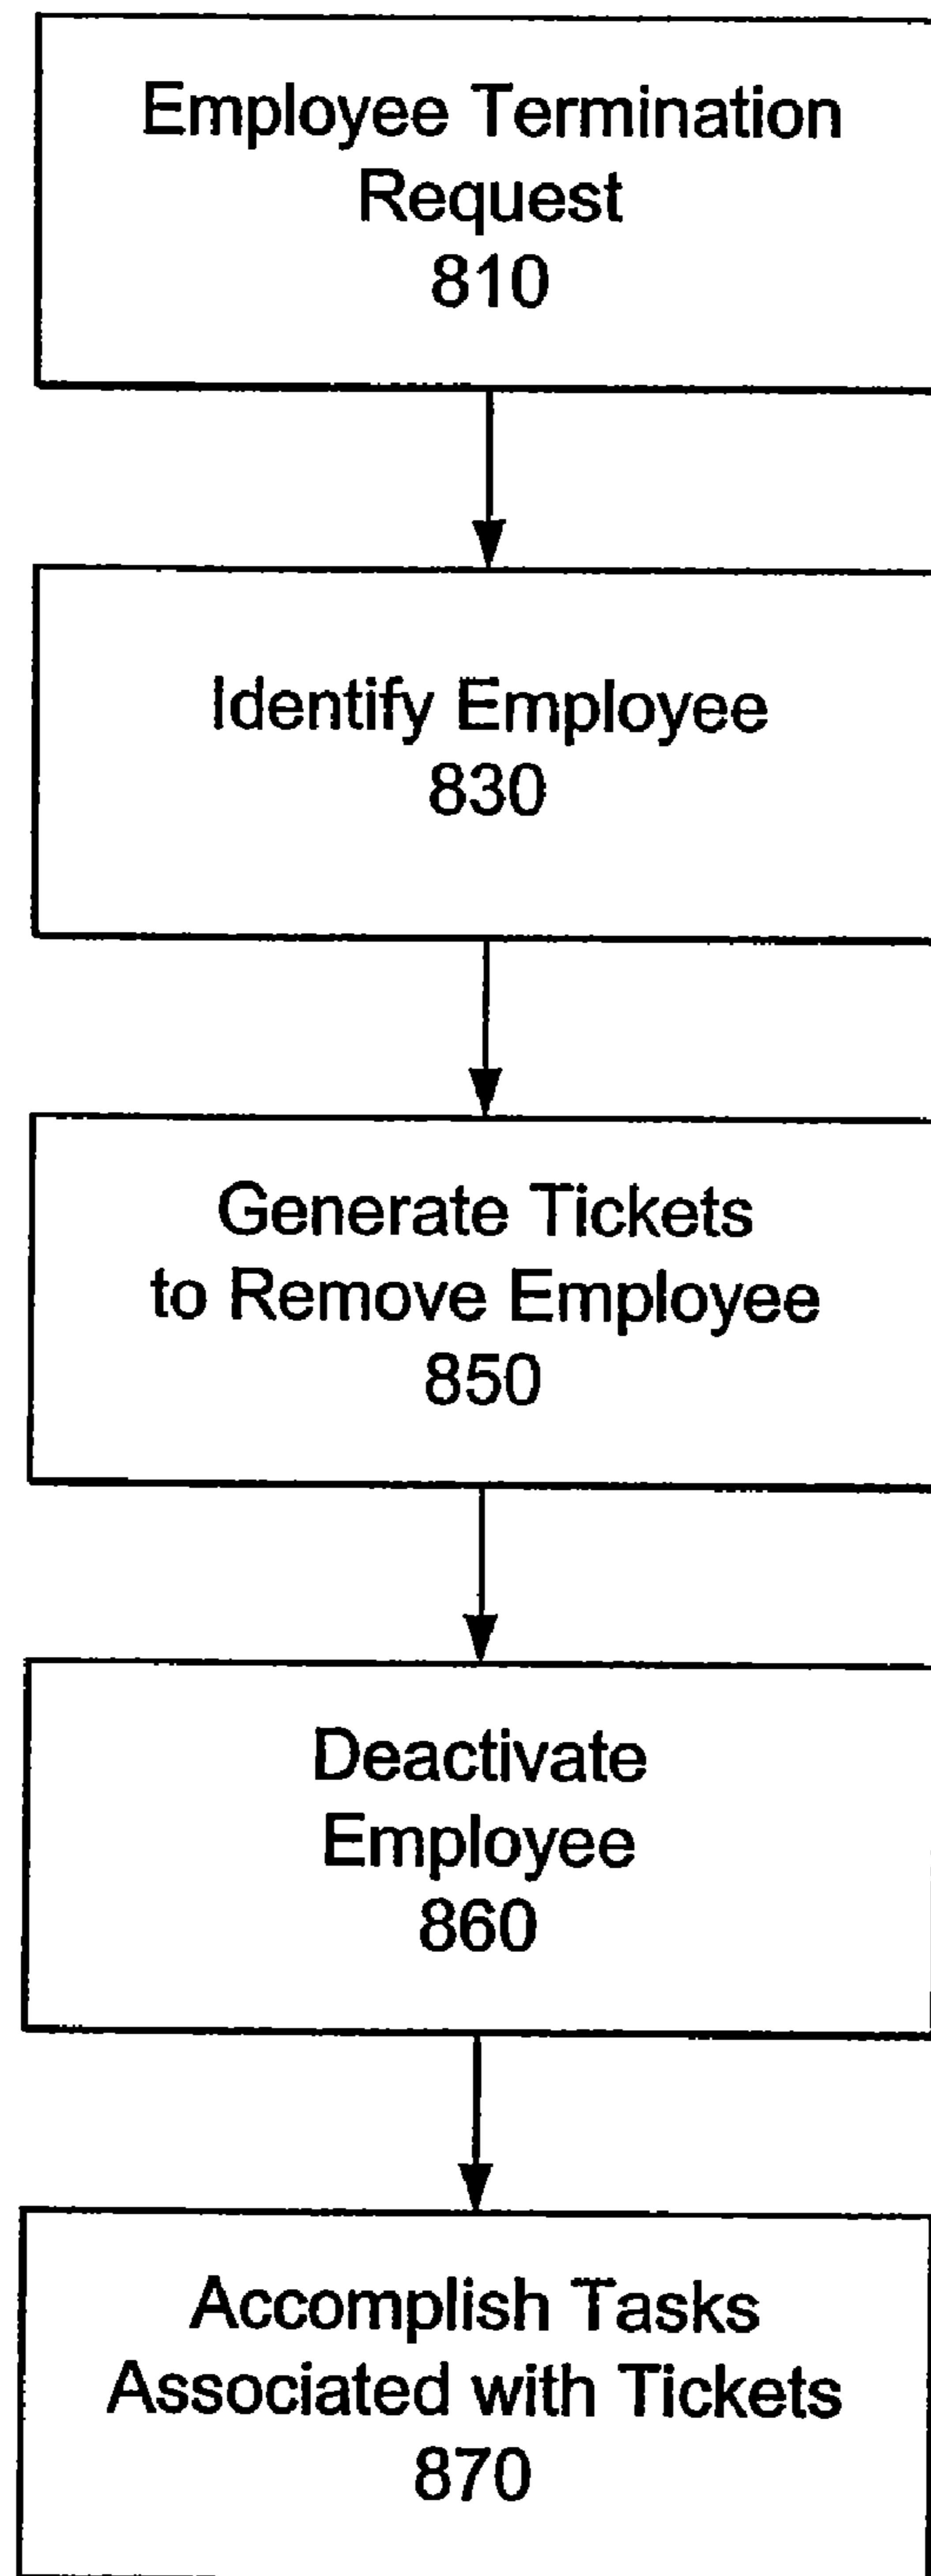 Employee Termination
Request
810
Identify Employee
830
Generate Tickets
to Remove Employee
850
Deactivate
Employee
860
Accomplish Tasks
Associated with Tickets
870